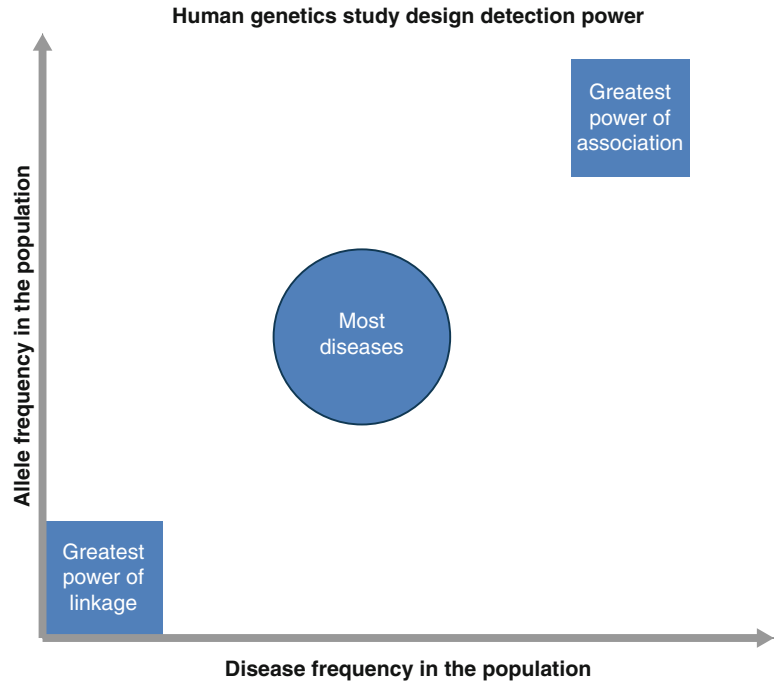 Human genetics study design detection power
Greatest
power of
association
Allele frequency in the population
Most
diseases
Greatest
power of
linkage
Disease frequency in the population